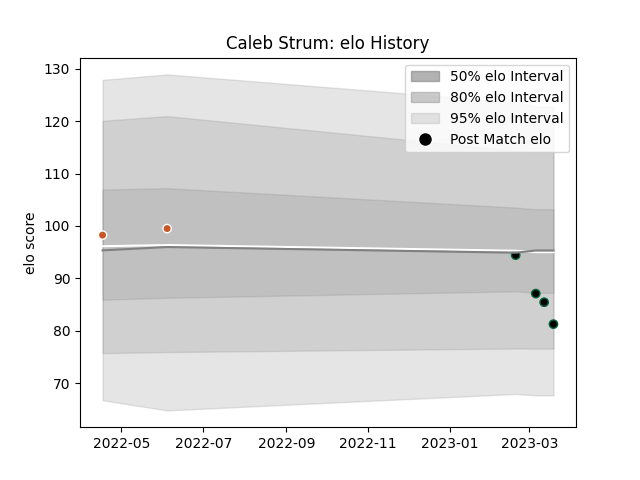 Caleb Strum: elo History
130
120
110
100
90
80
70
elo score
50% elo Interval
80% elo Interval
95% elo Interval
Post Match elo
2022-05
2022-07
2022-09
2022-11
2023-01
2023-03